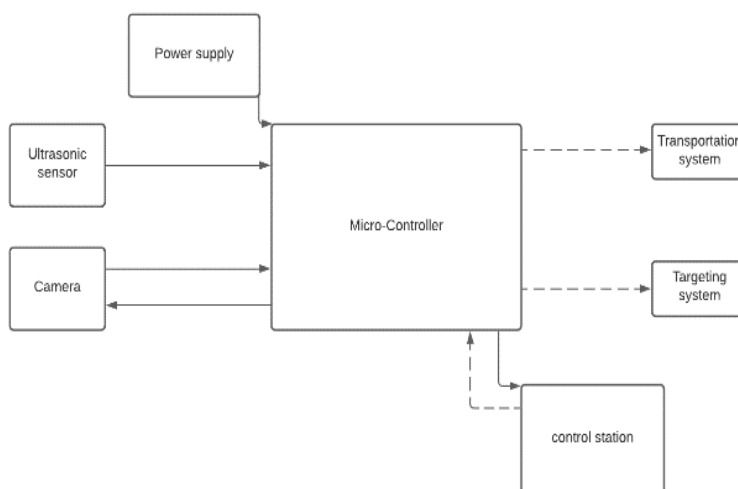 Power supply
Ultrasonic
sensor
Transportation
system
Micro-Controller
Camera
Targeting
system
control station